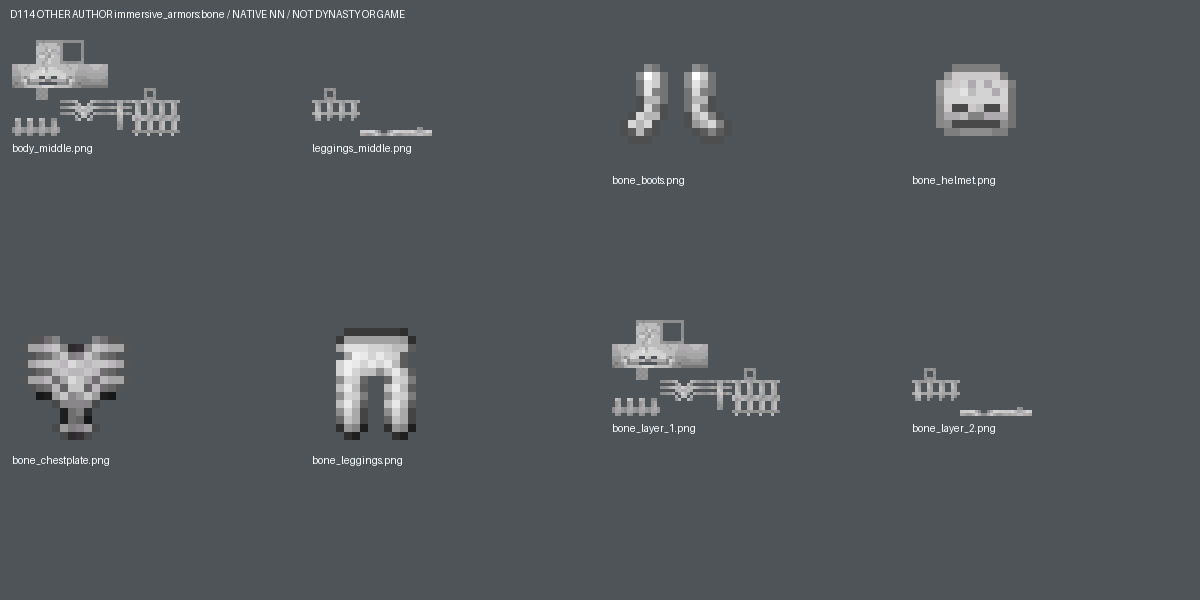 D114 OTHER AUTHOR immersive_armors:bone / NATIVE NN / NOT DYNASTY OR GAME
body_middle.png
leggings_middle.png
bone_boots.png
bone_helmet.png
bone_chestplate.png
bone_leggings.png
bone_layer_1.png
bone_layer_2.png